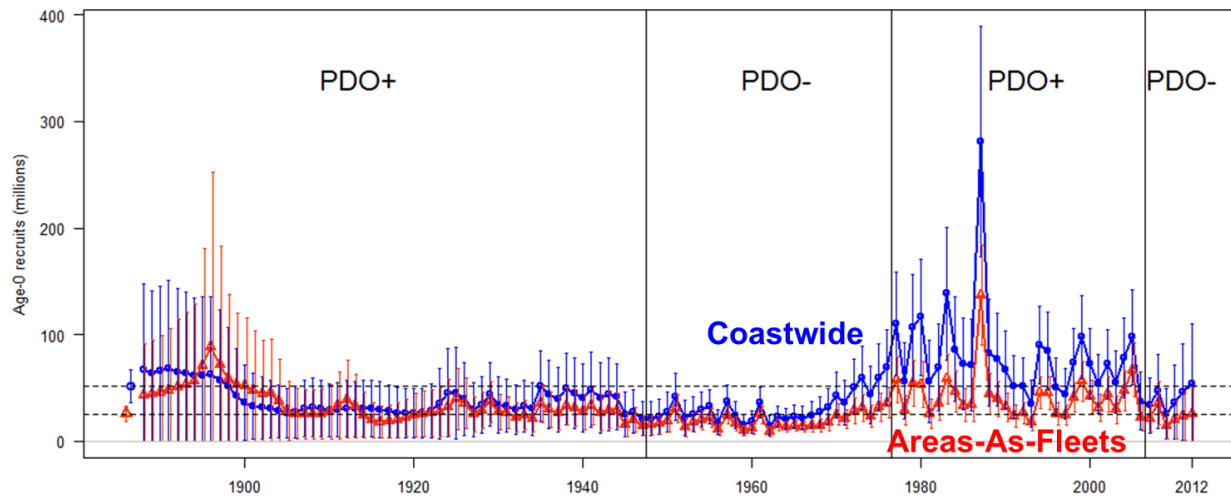 400
PDO+ PDO- PDO+ PDO-
300
Age-0 recruits (millions)
200
100
Coastwide
0
Areas-As-Fleets
1900 1920 1940 1960 1980 2000 2012